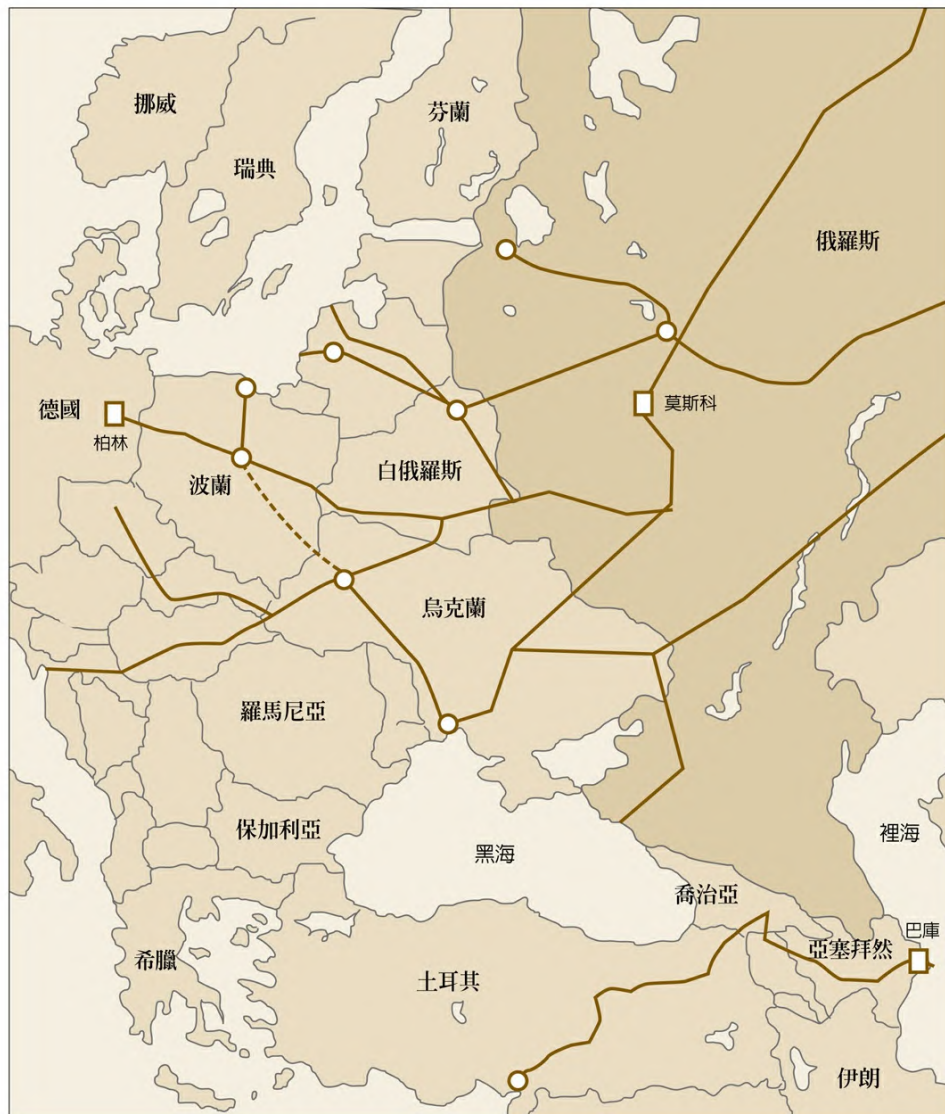 挪威
芬蘭
瑞典
俄羅斯
莫斯科
德國
柏林
白俄羅斯
波蘭
烏克蘭
羅馬尼亞
保加利亞
裡海
黑海
喬治亞
巴庫
亞塞拜然
希臘
土耳其
伊朗